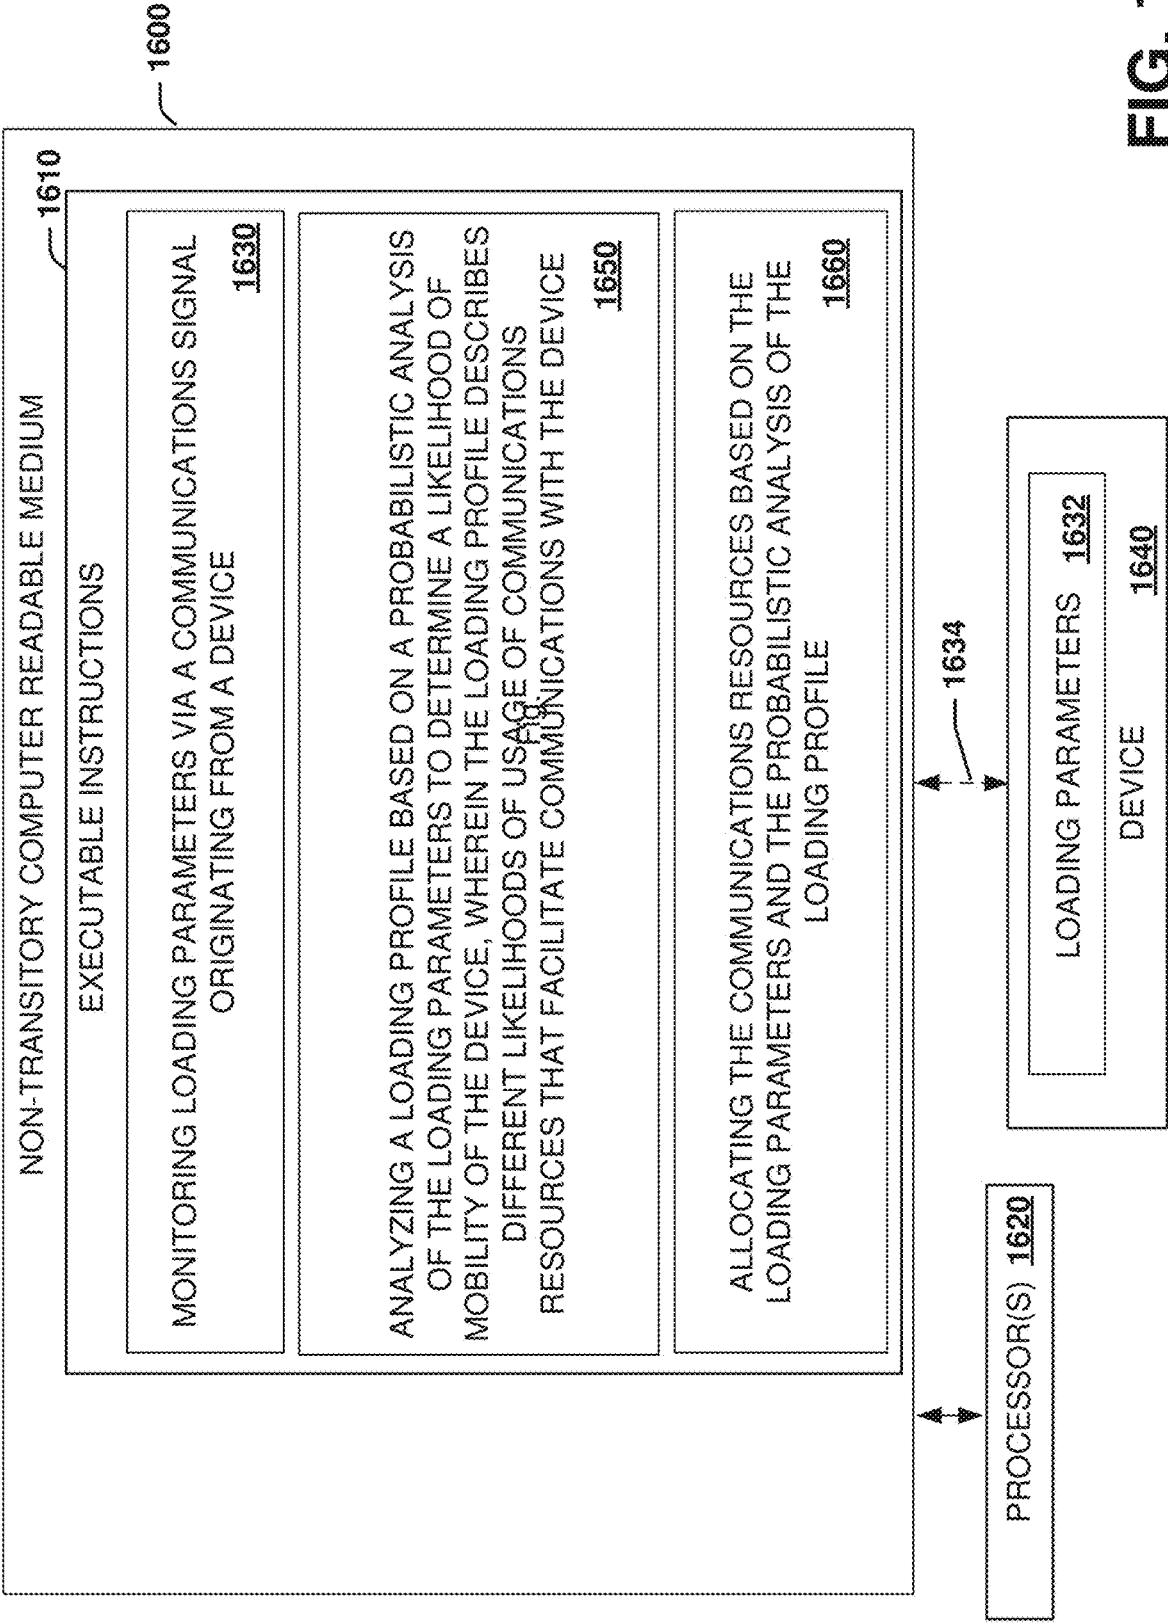 1600
NON-TRANSITORY COMPUTER READABLE MEDIUM
1610
EXECUTABLE INSTRUCTIONS
MONITORING LOADING PARAMETERS VIA A COMMUNICATIONS SIGNAL
ORIGINATING FROM A DEVICE
1630
ANALYZING A LOADING PROFILE BASED ON A PROBABILISTIC ANALYSIS
OF THE LOADING PARAMETERS TO DETERMINE A LIKELIHOOD OF
MOBILITY OF THE DEVICE, WHEREIN THE LOADING PROFILE DESCRIBES
DIFFERENT LIKELIHOODS OF USAGE OF COMMUNICATIONS
Fig.
RESOURCES THAT FACILITATE COMMUNICATIONS WITH THE DEVICE
1650
ALLOCATING THE COMMUNICATIONS RESOURCES BASED ON THE
LOADING PARAMETERS AND THE PROBABILISTIC ANALYSIS OF THE
LOADING PROFILE
1660
1634
PROCESSOR(S) 1620
LOADING PARAMETERS 1632
DEVICE
1640
FIG.